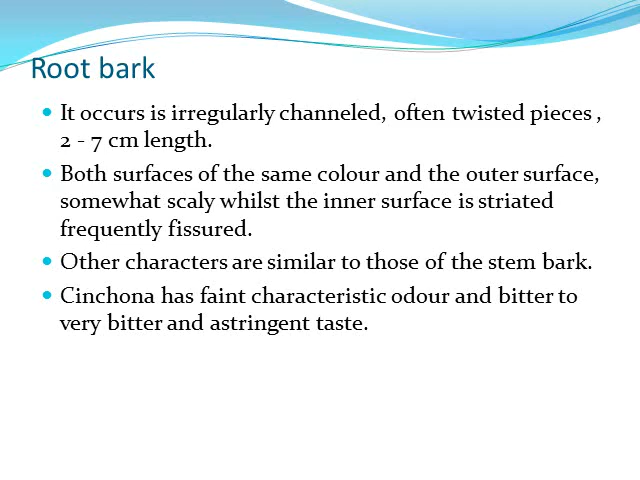 Root bark
• It occurs is irregularly channeled, often twisted pieces ,
2 - 7 cm length.
• Both surfaces of the same colour and the outer surface,
somewhat scaly whilst the inner surface is striated
frequently fissured.
• Other characters are similar to those of the stem bark.
• Cinchona has faint characteristic odour and bitter to
very bitter and astringent taste.